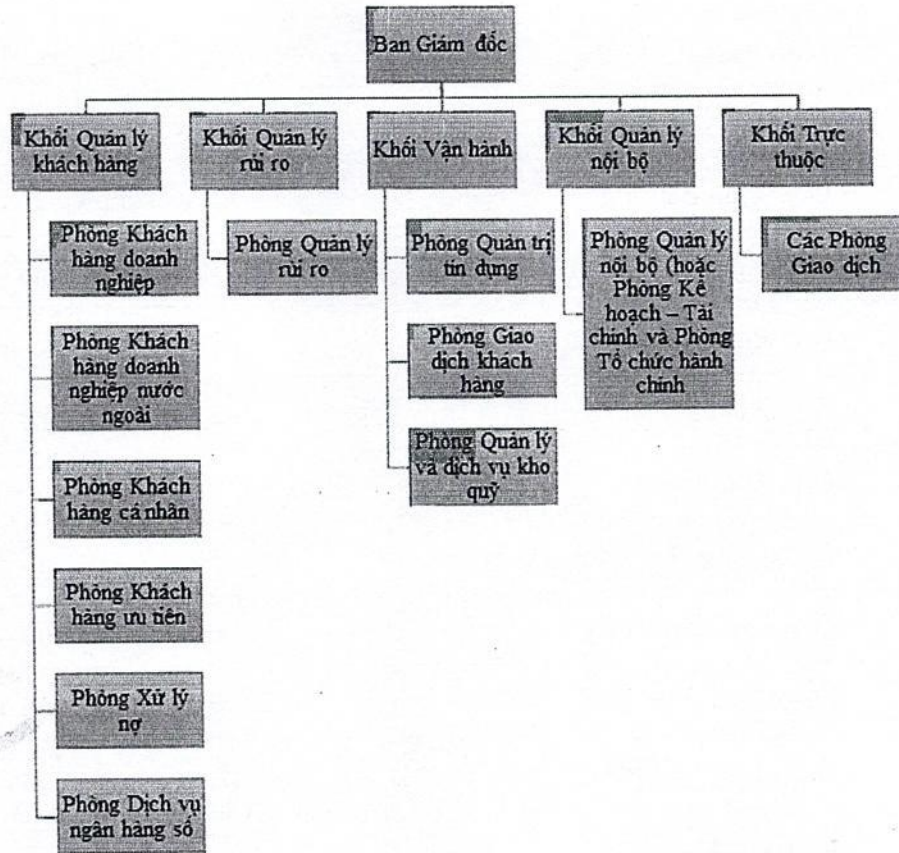 Ban Giám đốc
Khối Quản lý
khách hàng
Khối Quản lý
rủi ro
Khối Vận hành
Khối Quản lý
nội bộ
Khối Trực
thuộc
Phòng Khách
hàng doanh
nghiệp
Phòng Khách
hàng doanh
nghiệp nước
ngoài
Phòng Khách
hàng cá nhân
Phòng Khách
hàng ưu tiên
Phòng Xử lý
nợ
Phòng Dịch vụ
ngân hàng số
Phòng Quản lý
rủi ro
Phòng Quản trị
tín dụng
Phòng Giao
dịch khách
hàng
Phòng Quản lý
và dịch vụ kho
quỹ
Phòng Quản lý
nội bộ (hoặc
Phòng Kế
hoạch – Tài
chính và Phòng
Tổ chức hành
chính
Các Phòng
Giao dịch